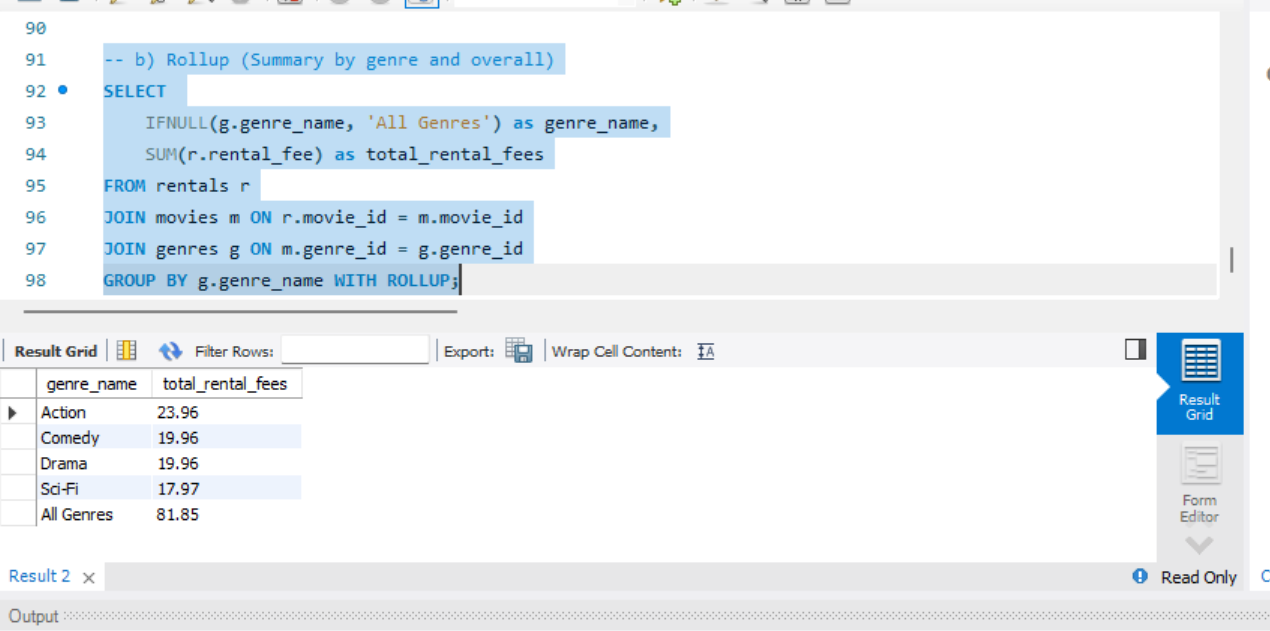 90
91 -- b) Rollup (Summary by genre and overall)
92 SELECT
93 IFNULL(g.genre_name, 'All Genres') as genre_name,
94 SUM(r.rental_fee) as total_rental_fees
95 FROM rentals r
96 JOIN movies m ON r.movie_id = m.movie_id
97 JOIN genres g ON m.genre_id = g.genre_id
98 GROUP BY g.genre_name WITH ROLLUP;
Result Grid Filter Rows: Export: Wrap Cell Content:
genre_name total_rental_fees
Action 23.96
Comedy 19.96
Drama 19.96
Sci-Fi 17.97
All Genres 81.85
Result
Grid
Form
Editor
Result 2 Read Only
Output